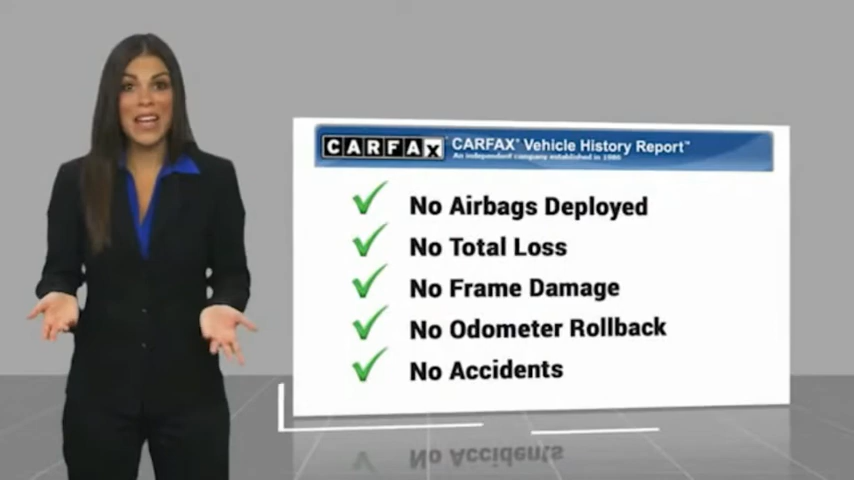 CARFAX CARFAX® Vehicle History Report™
An independent company established in 1986
No Airbags Deployed
No Total Loss
No Frame Damage
No Odometer Rollback
No Accidents
No Accidents